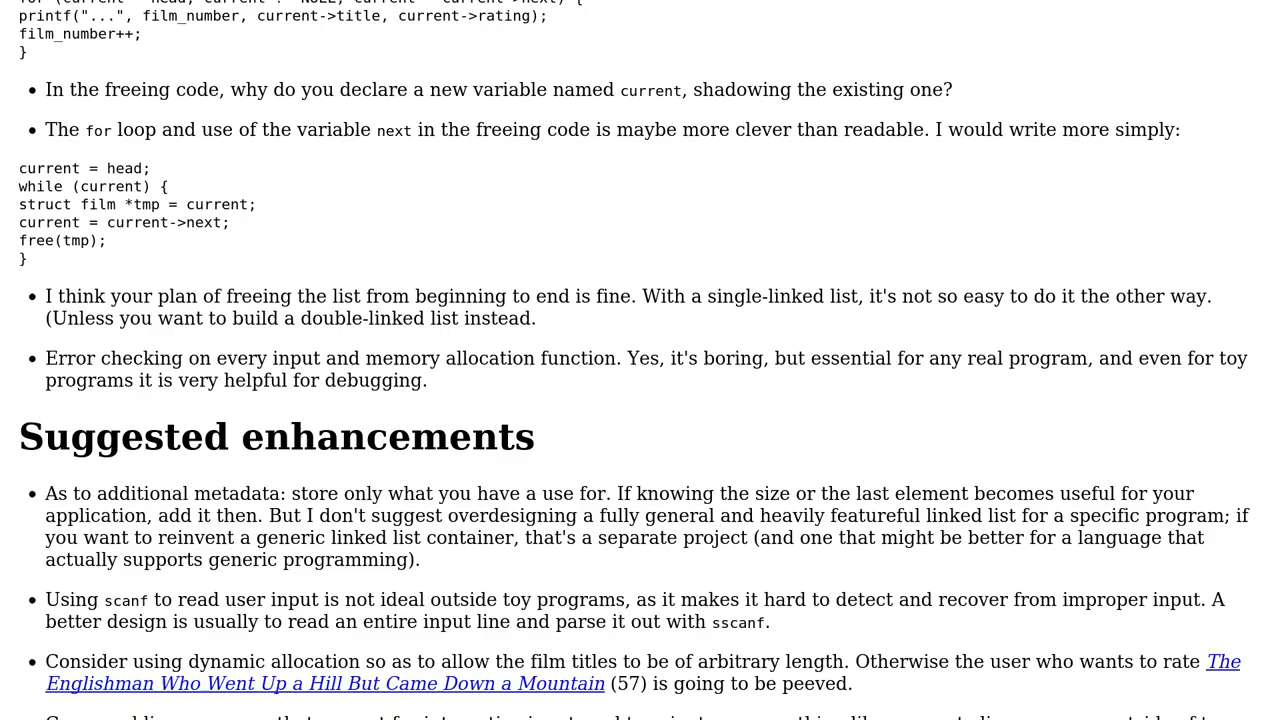 printf("...", film_number, current->title, current->rating);
film_number++;
}
• In the freeing code, why do you declare a new variable named current, shadowing the existing one?
• The for loop and use of the variable next in the freeing code is maybe more clever than readable. I would write more simply:
current = head;
while (current) {
struct film *tmp = current;
current = current->next;
free(tmp);
}
• I think your plan of freeing the list from beginning to end is fine. With a single-linked list, it's not so easy to do it the other way.
(Unless you want to build a double-linked list instead.
• Error checking on every input and memory allocation function. Yes, it's boring, but essential for any real program, and even for toy
programs it is very helpful for debugging.
Suggested enhancements
• As to additional metadata: store only what you have a use for. If knowing the size or the last element becomes useful for your
application, add it then. But I don't suggest overdesigning a fully general and heavily featureful linked list for a specific program; if
you want to reinvent a generic linked list container, that's a separate project (and one that might be better for a language that
actually supports generic programming).
• Using scanf to read user input is not ideal outside toy programs, as it makes it hard to detect and recover from improper input. A
better design is usually to read an entire input line and parse it out with sscanf.
• Consider using dynamic allocation so as to allow the film titles to be of arbitrary length. Otherwise the user who wants to rate The
Englishman Who Went Up a Hill But Came Down a Mountain (57) is going to be peeved.